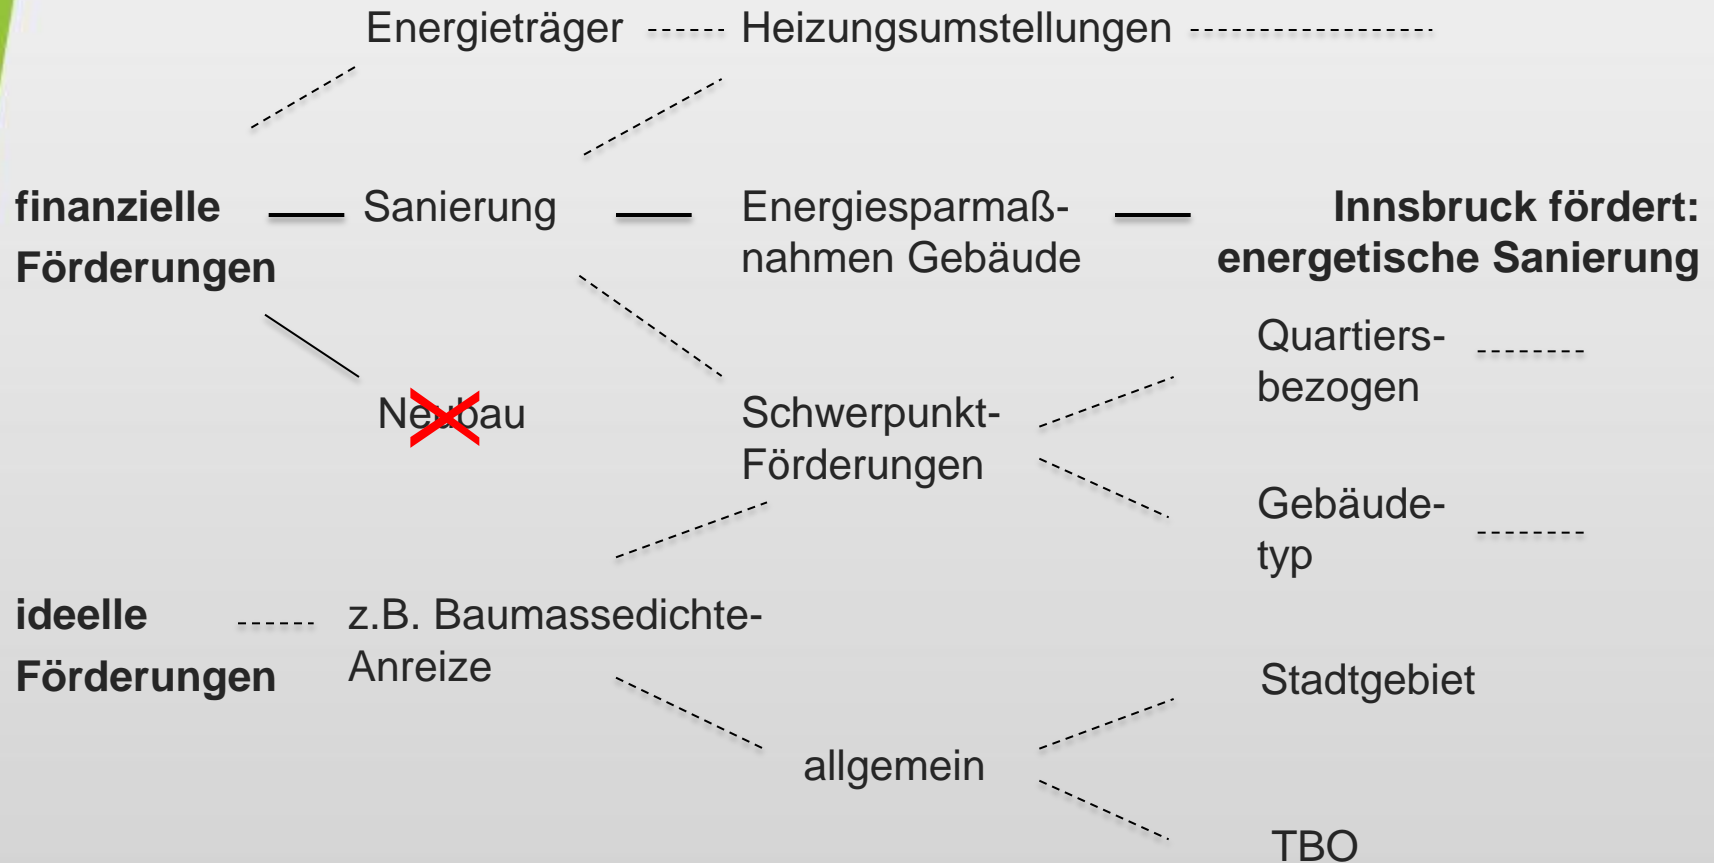 Energieträger
Heizungsumstellungen
finanzielle
Förderungen
Sanierung
Energiesparmaß-
nahmen Gebäude
Innsbruck fördert:
energetische Sanierung
Neubau
Schwerpunkt-
Förderungen
Quartiers-
bezogen
Gebäude-
typ
ideelle
Förderungen
z.B. Baumassedichte-
Anreize
allgemein
Stadtgebiet
TBO